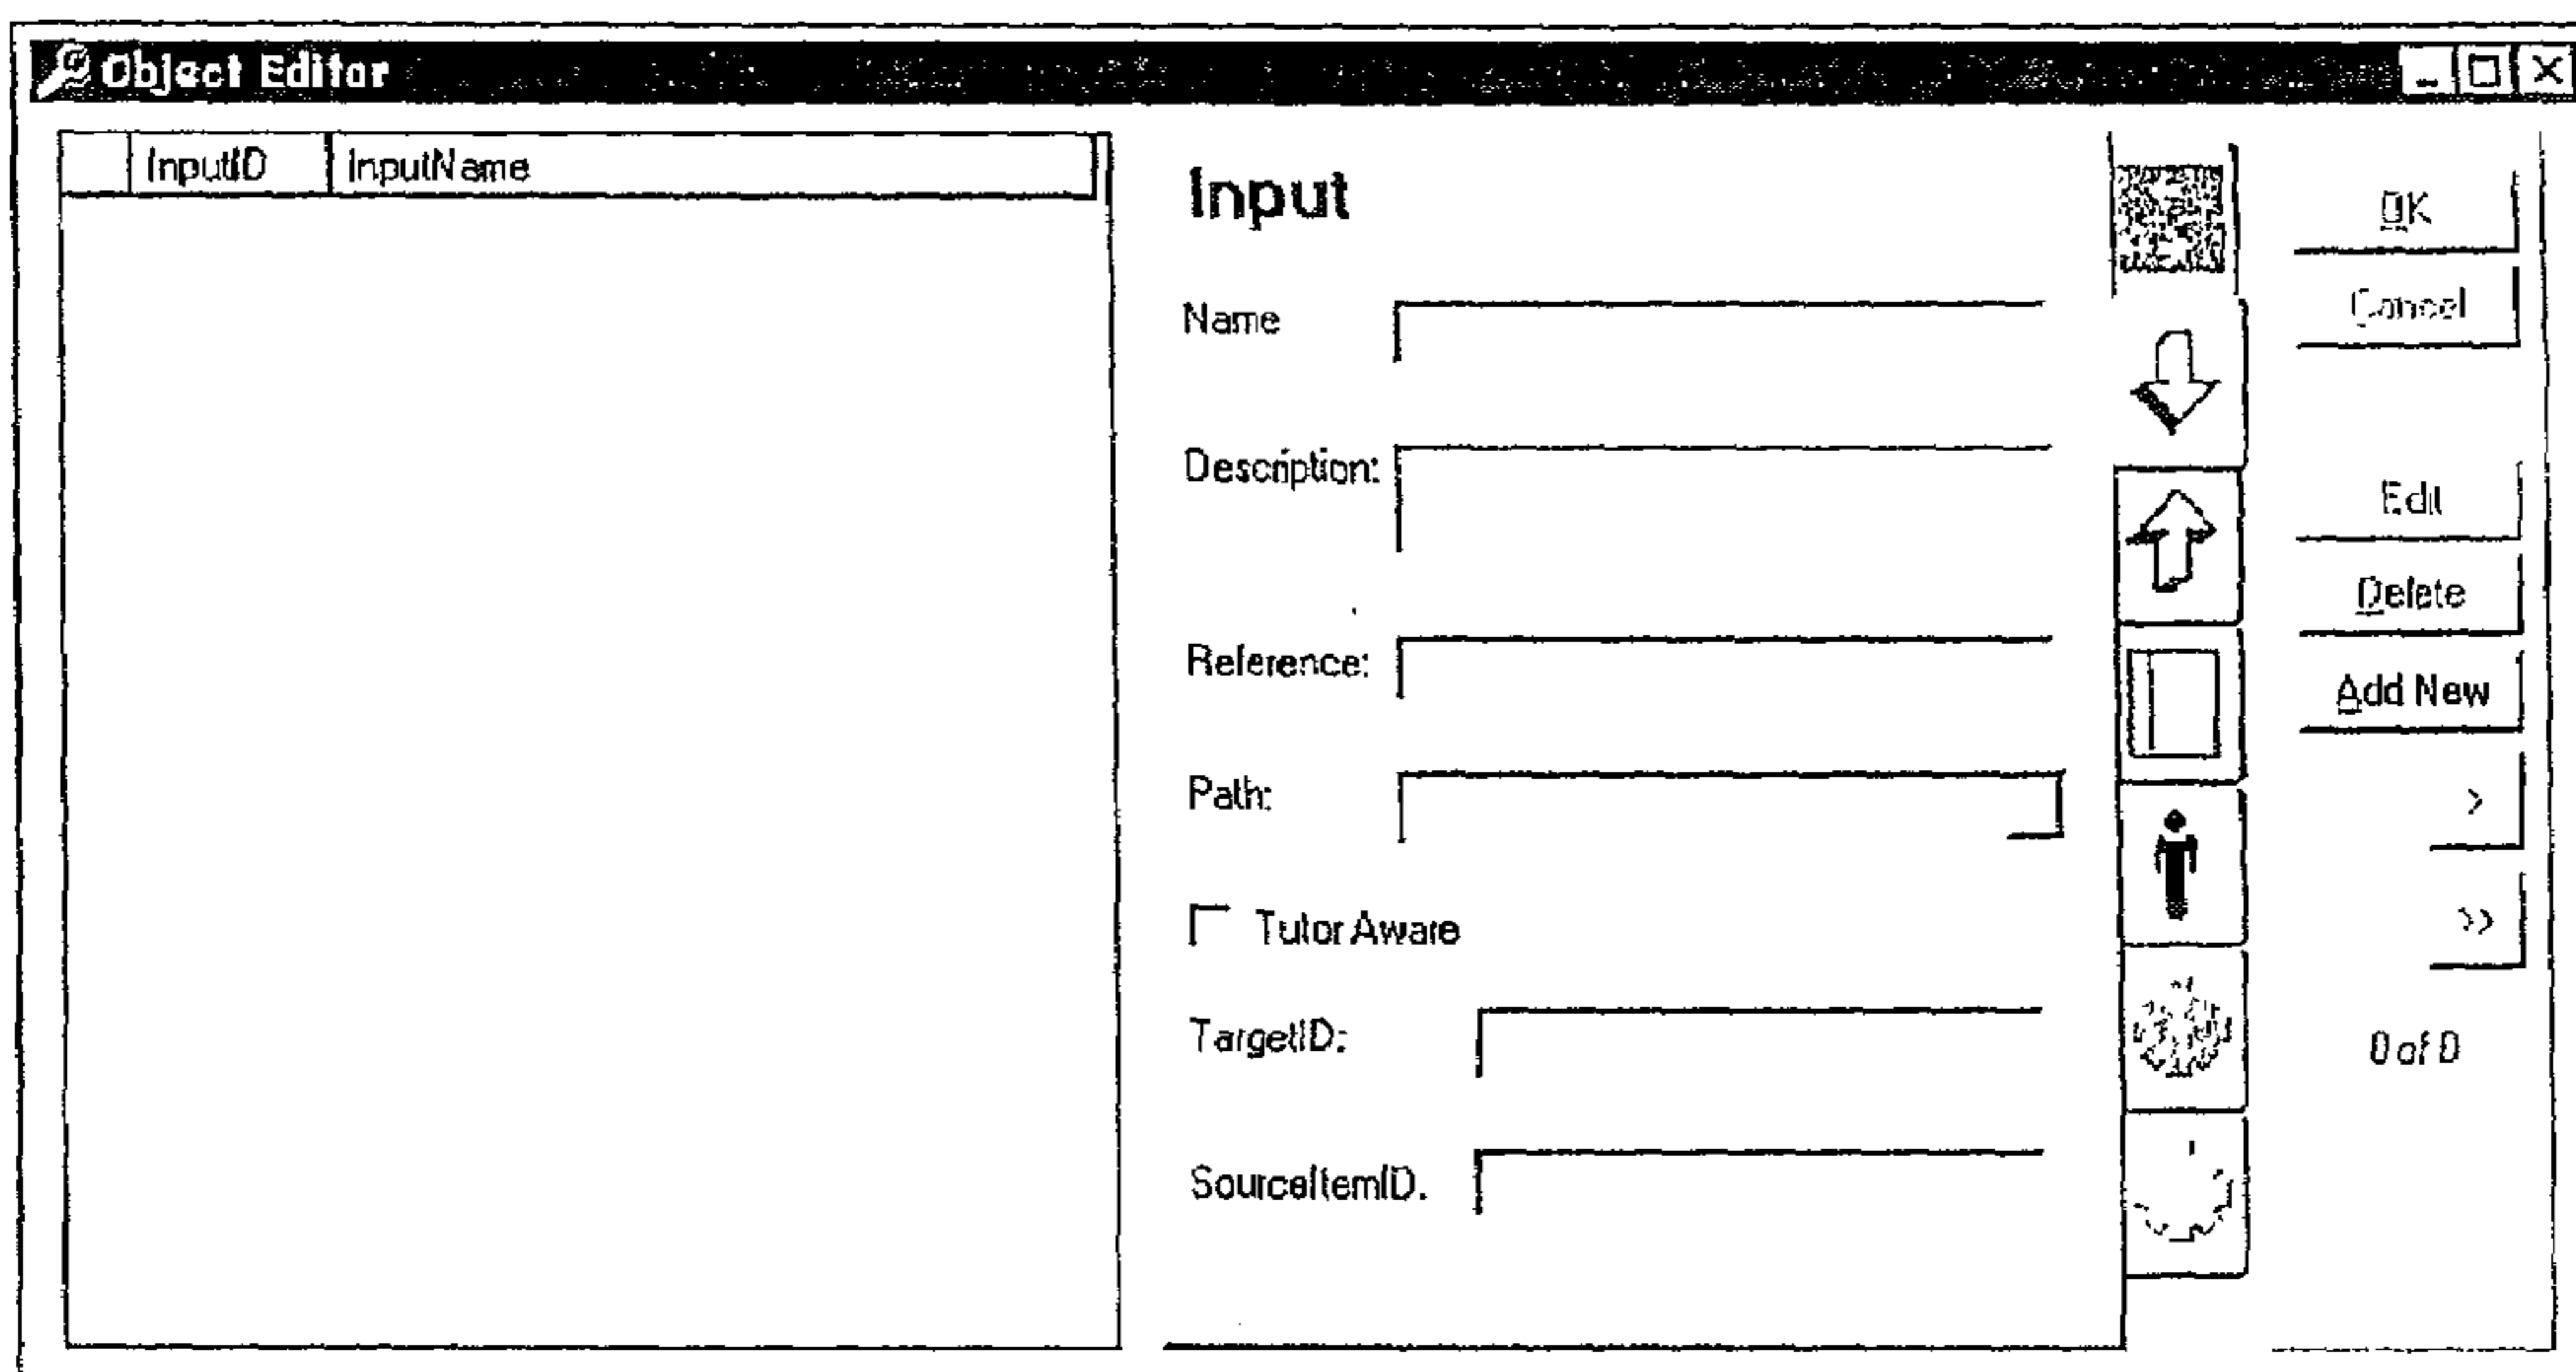 Object Editor
InputID InputName
Input
Name
Description:
Reference:
Path:
Tutor Aware
TargetID:
SourceItemID.
OK
Cancel
Edit
Delete
Add New
>
>>
0 of 0